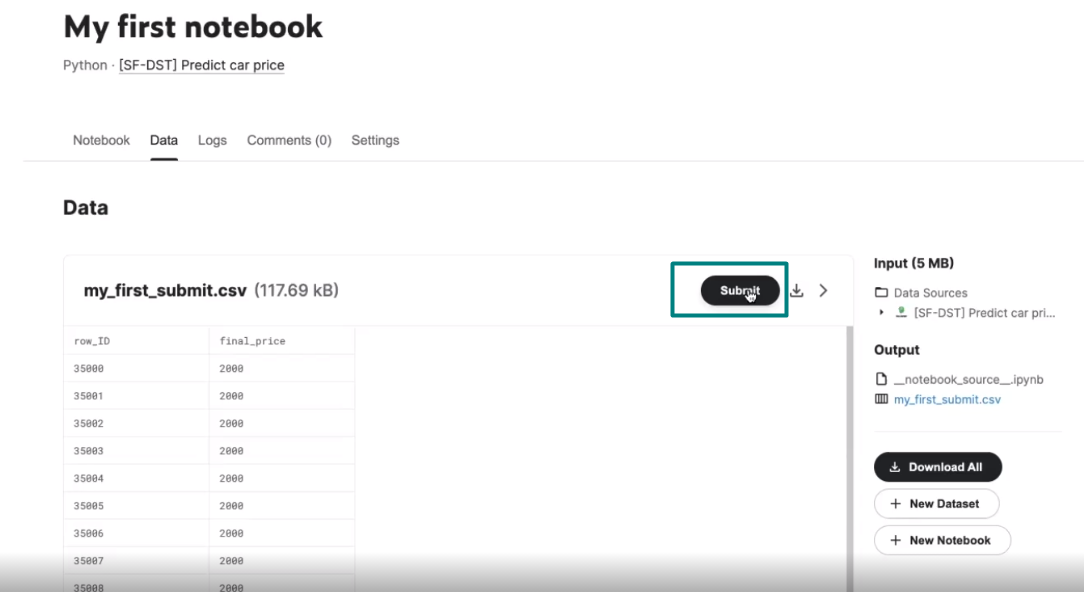 My first notebook
Python · [SF-DST] Predict car price
Notebook Data Logs Comments (0) Settings
Data
my_first_submit.csv (117.69 kB)
Submit
row_ID final_price
35000 2000
35001 2000
35002 2000
35003 2000
35004 2000
35005 2000
35006 2000
35007 2000
35008 2000
Input (5 MB)
Data Sources
[SF-DST] Predict car pri...
Output
__notebook_source__.ipynb
my_first_submit.csv
Download All
New Dataset
New Notebook